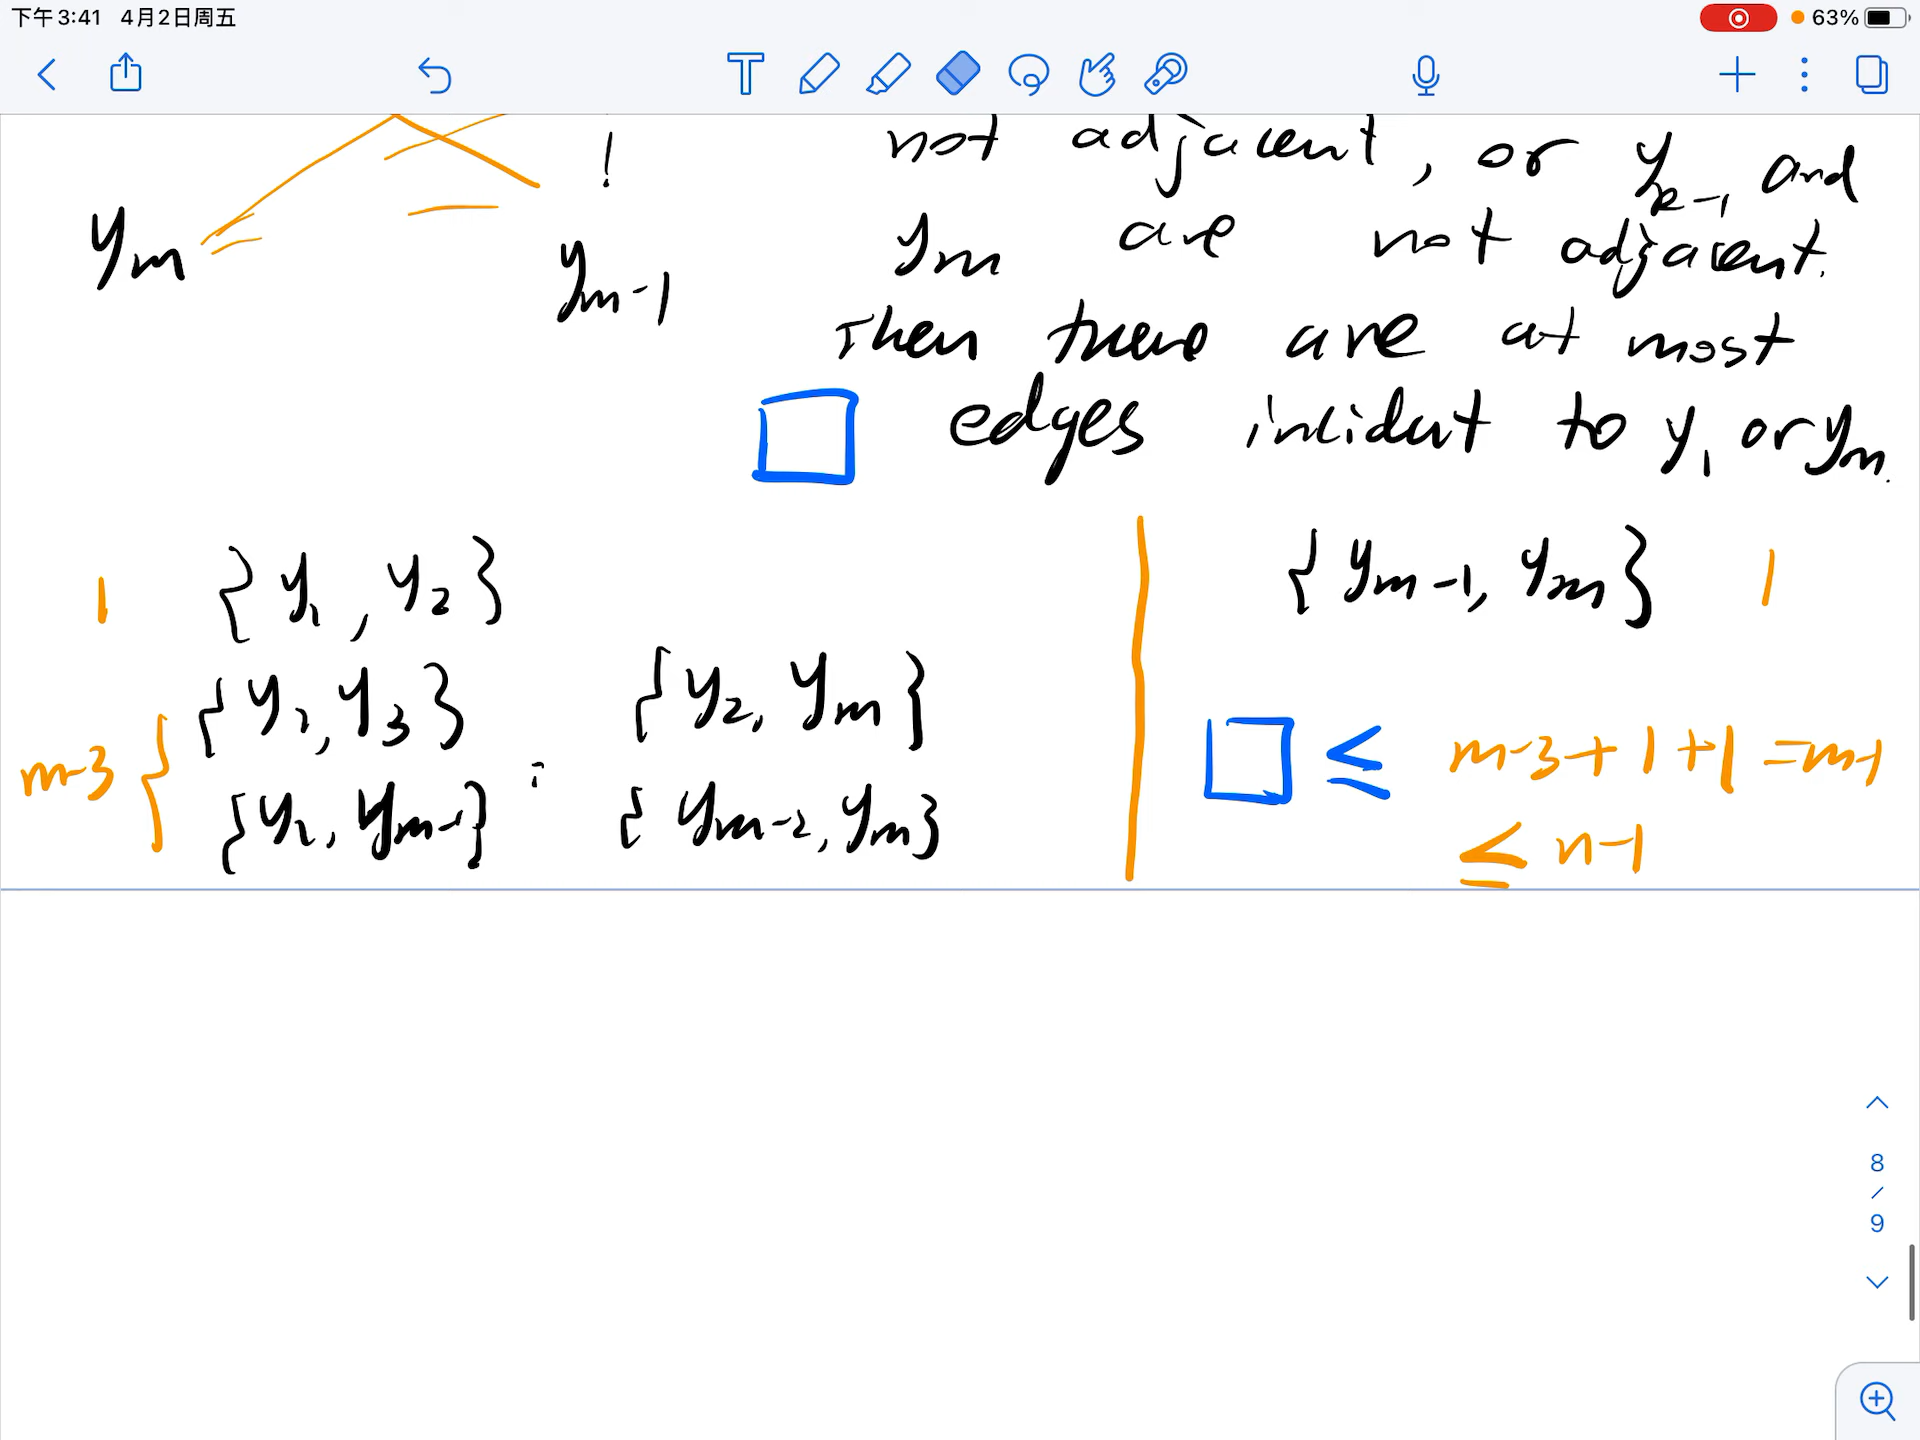 下午3:41 4月2日周五
63%
T
not adjacent, or y_{k-1} and
y_m y_{m-1} y_m are not adjacent.
Then there are at most
□ edges incident to y_1 or y_m.
1 {y_1, y_2} {y_{m-1}, y_m} 1
{y_1, y_3} {y_2, y_m}
m-3 { : □ ≤ m-3+1+1=m-1
{y_1, y_{m-1}} {y_{m-2}, y_m}
≤ n-1
8
/
9